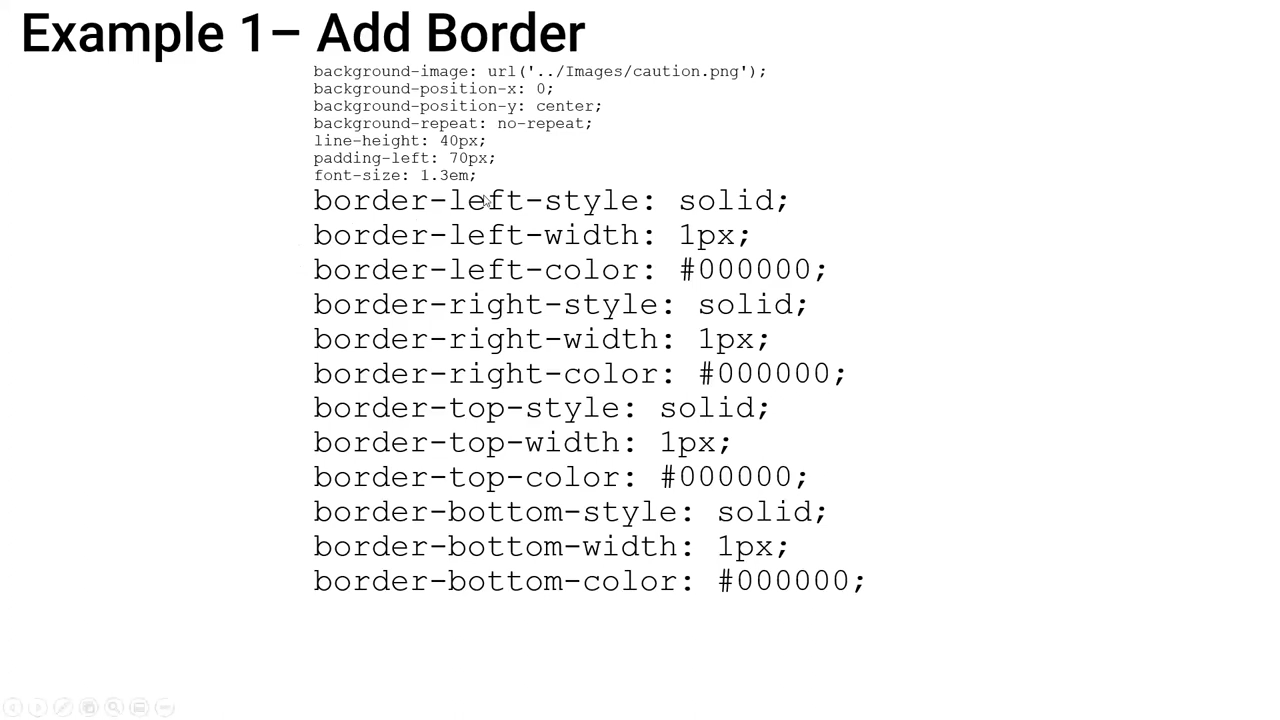 Example 1– Add Border
background-image: url('../Images/caution.png');
background-position-x: 0;
background-position-y: center;
background-repeat: no-repeat;
line-height: 40px;
padding-left: 70px;
font-size: 1.3em;
border-left-style: solid;
border-left-width: 1px;
border-left-color: #000000;
border-right-style: solid;
border-right-width: 1px;
border-right-color: #000000;
border-top-style: solid;
border-top-width: 1px;
border-top-color: #000000;
border-bottom-style: solid;
border-bottom-width: 1px;
border-bottom-color: #000000;